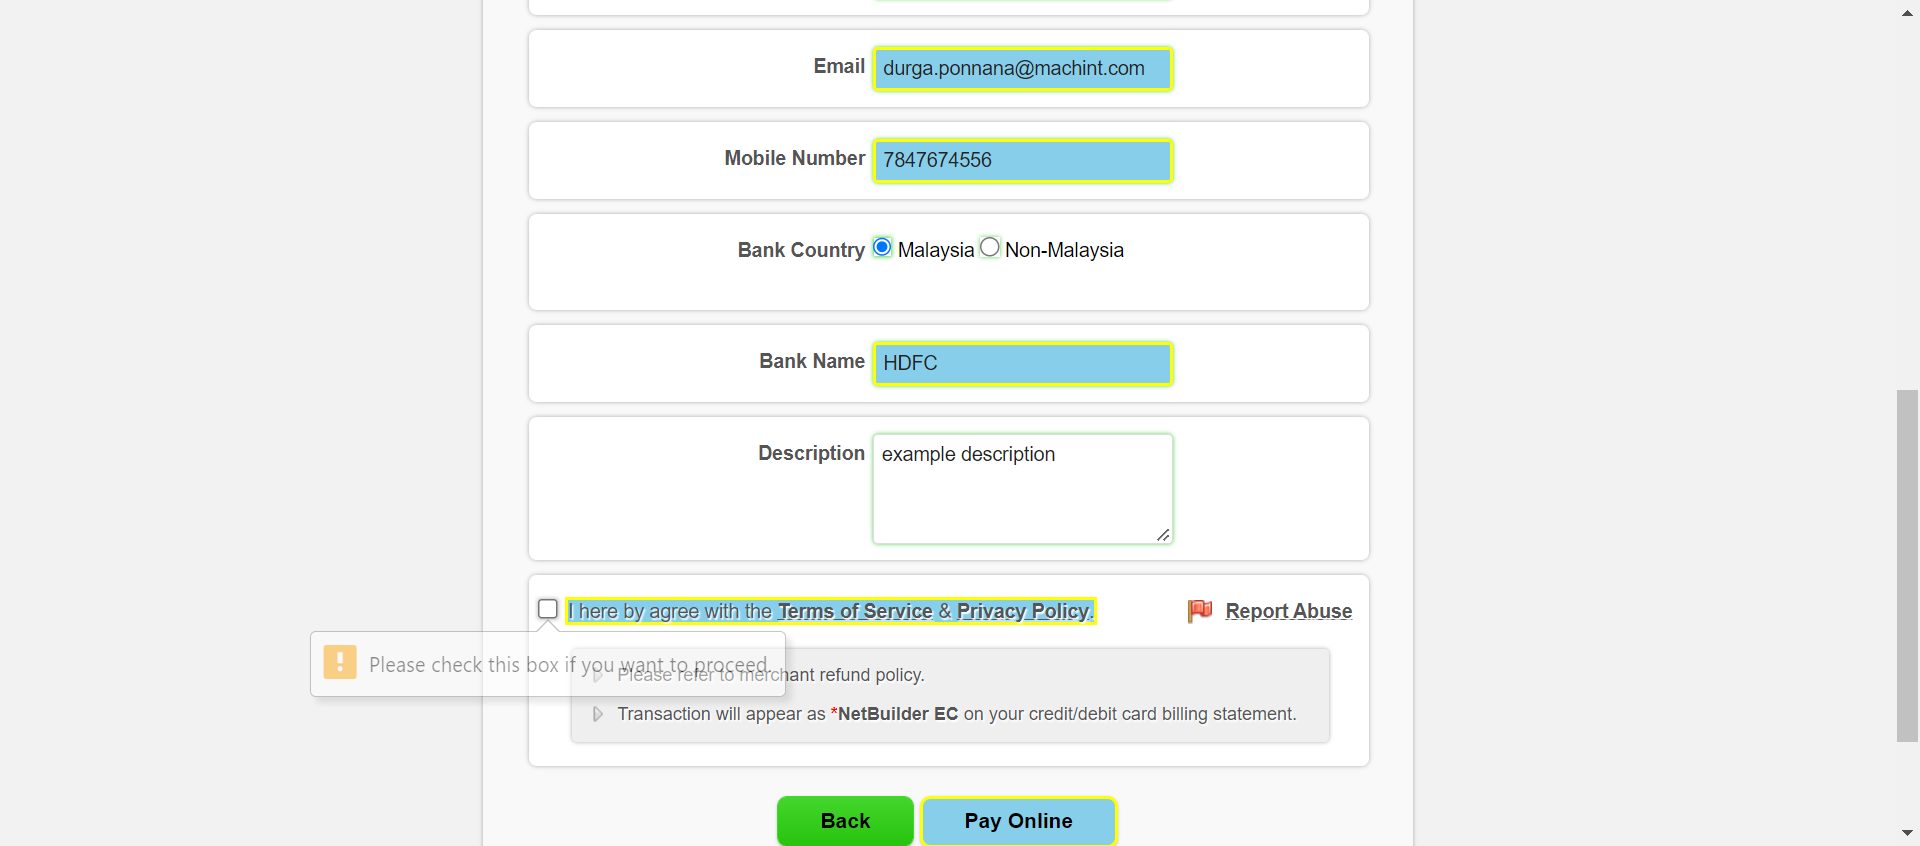 Email durga.ponnana@machint.com
Mobile Number 7847674556
Bank Country Malaysia Non-Malaysia
Bank Name HDFC
Description example description
I here by agree with the Terms of Service & Privacy Policy. Report Abuse
Please check this box if you want to proceed.
Please refer to merchant refund policy.
Transaction will appear as *NetBuilder EC on your credit/debit card billing statement.
Back Pay Online